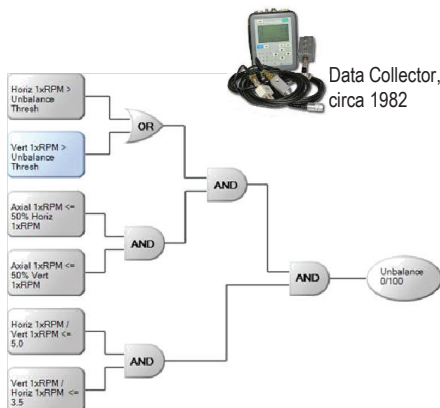 Data Collector,
circa 1982
Horiz 1xRPM >
Unbalance
Thresh
OR
Vert 1xRPM >
Unbalance
Thresh
AND
Axial 1xRPM <=
50% Horiz
1xRPM
AND
Axial 1xRPM <=
50% Vert
1xRPM
AND
Unbalance
0/100
Horiz 1xRPM /
Vert 1xRPM <=
5.0
AND
Vert 1xRPM /
Horiz 1xRPM <=
3.5